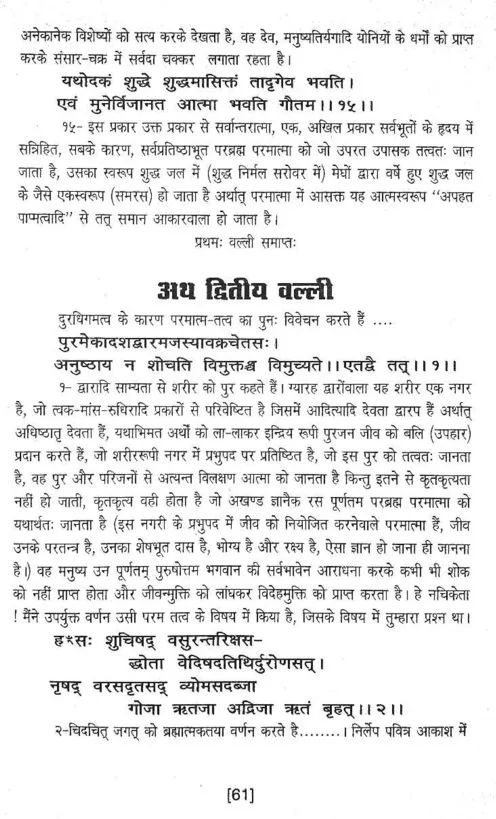 अनेकानेक विशेष्यों को सत्य करके देखता है, वह देव, मनुष्यतिर्यगादि योनियों के धर्मों को प्राप्त
करके संसार-चक्र में सर्वदा चक्कर लगाता रहता है।
यथोदकं शुद्धे शुद्धमासिक्तं तादृगेव भवति।
एवं मुनेर्विजानत आत्मा भवति गौतम।।१५।।
१५- इस प्रकार उक्त प्रकार से सर्वान्तरात्मा, एक, अखिल प्रकार सर्वभूतों के हृदय में
सन्निहित, सबके कारण, सर्वप्रतिष्ठाभूत परब्रह्म परमात्मा को जो उपरत उपासक तत्वतः जान
जाता है, उसका स्वरूप शुद्ध जल में (शुद्ध निर्मल सरोवर में) मेघों द्वारा वर्षे हुए शुद्ध जल
के जैसे एकस्वरूप (समरस) हो जाता है अर्थात् परमात्मा में आसक्त यह आत्मस्वरूप "अपहत
पाप्मत्वादि" से तत् समान आकारवाला हो जाता है।
प्रथमः वल्ली समाप्तः
अथ द्वितीय वल्ली
दुरधिगमत्व के कारण परमात्म-तत्व का पुनः विवेचन करते हैं ....
पुरमेकादशद्वारमजस्यावक्रचेतसः।
अनुष्ठाय न शोचति विमुक्तश्च विमुच्यते।।एतद्वै तत्।।१।।
१- द्वारादि साम्यता से शरीर को पुर कहते हैं। ग्यारह द्वारोंवाला यह शरीर एक नगर
है, जो त्वक-मांस-रुधिरादि प्रकारों से परिवेष्टित है जिसमें आदित्यादि देवता द्वारप हैं अर्थात्
अधिष्ठातृ देवता हैं, यथाभिमत अर्थों को ला-लाकर इन्द्रिय रूपी पुरजन जीव को बलि (उपहार)
प्रदान करते हैं, जो शरीररूपी नगर में प्रभुपद पर प्रतिष्ठित है, जो इस पुर को तत्वतः जानता
है, वह पुर और परिजनों से अत्यन्त विलक्षण आत्मा को जानता है किन्तु इतने से कृतकृत्यता
नहीं हो जाती, कृतकृत्य वही होता है जो अखण्ड ज्ञानैक रस पूर्णतम परब्रह्म परमात्मा को
यथार्थतः जानता है (इस नगरी के प्रभुपद में जीव को नियोजित करनेवाले परमात्मा हैं, जीव
उनके परतन्त्र है, उनका शेषभूत दास है, भोग्य है और रक्ष्य है, ऐसा ज्ञान हो जाना ही जानना
है।) वह मनुष्य उन पूर्णतम् पुरुषोत्तम भगवान की सर्वभावेन आराधना करके कभी भी शोक
को नहीं प्राप्त होता और जीवन्मुक्ति को लांघकर विदेहमुक्ति को प्राप्त करता है। हे नचिकेता
! मैंने उपर्युक्त वर्णन उसी परम तत्व के विषय में किया है, जिसके विषय में तुम्हारा प्रश्न था।
हꣳसः शुचिषद् वसुरन्तरिक्षस-
द्धोता वेदिषदतिथिर्दुरोणसत्।
नृषद् वरसदृतसद् व्योमसदब्जा
गोजा ऋतजा अद्रिजा ऋतं बृहत्।।२।।
२-चिदचित् जगत् को ब्रह्मात्मकतया वर्णन करते है........। निर्लेप पवित्र आकाश में
[61]